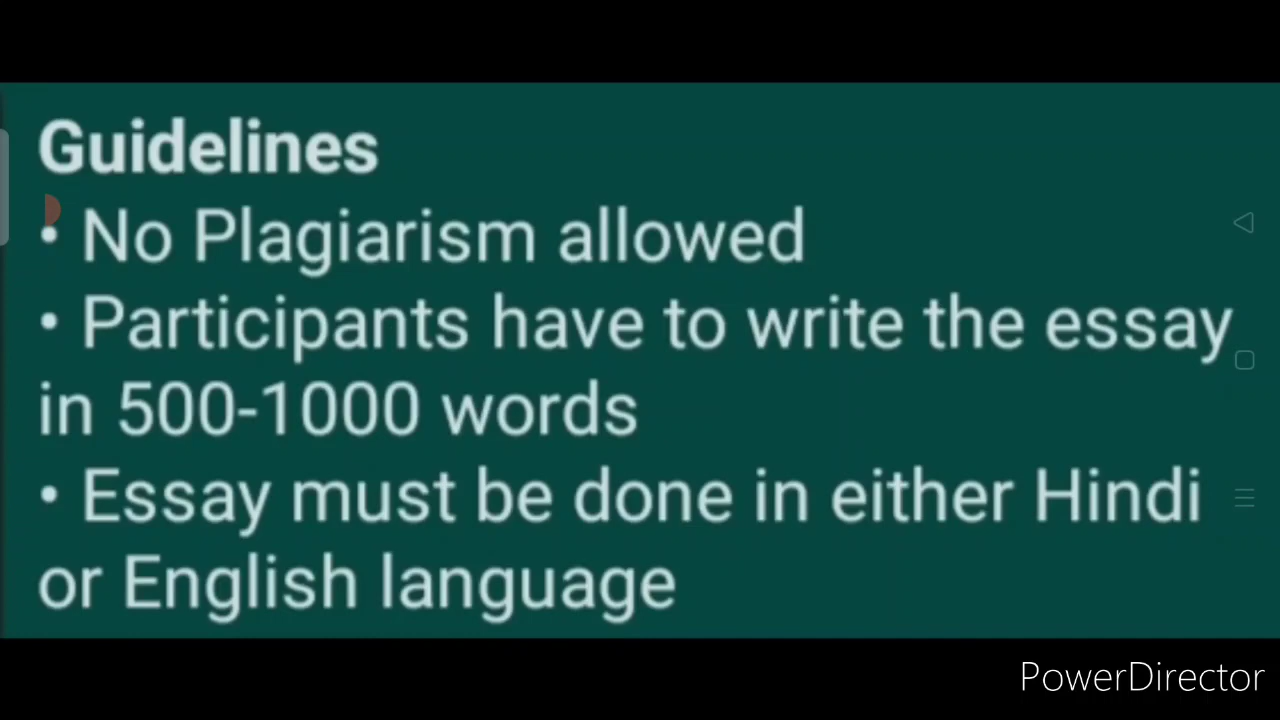 Guidelines
• No Plagiarism allowed
• Participants have to write the essay
in 500-1000 words
• Essay must be done in either Hindi
or English language
PowerDirector